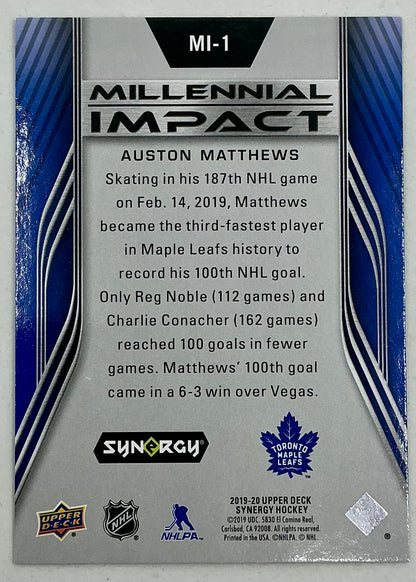 MI-1
MILLENNIAL
IMPACT
AUSTON MATTHEWS
Skating in his 187th NHL game
on Feb. 14, 2019, Matthews
became the third-fastest player
in Maple Leafs history to
record his 100th NHL goal.
Only Reg Noble (112 games) and
Charlie Conacher (162 games)
reached 100 goals in fewer
games. Matthews' 100th goal
came in a 6-3 win over Vegas.
SYNERGY®
TORONTO
MAPLE
LEAFS
2019-20 UPPER DECK
SYNERGY HOCKEY
©2019 UDC. 5830 El Camino Real,
Carlsbad, CA 92008. All rights reserved.
Printed in the USA. ©NHLPA. © NHL.
UPPER
DECK
NHL
NHLPA